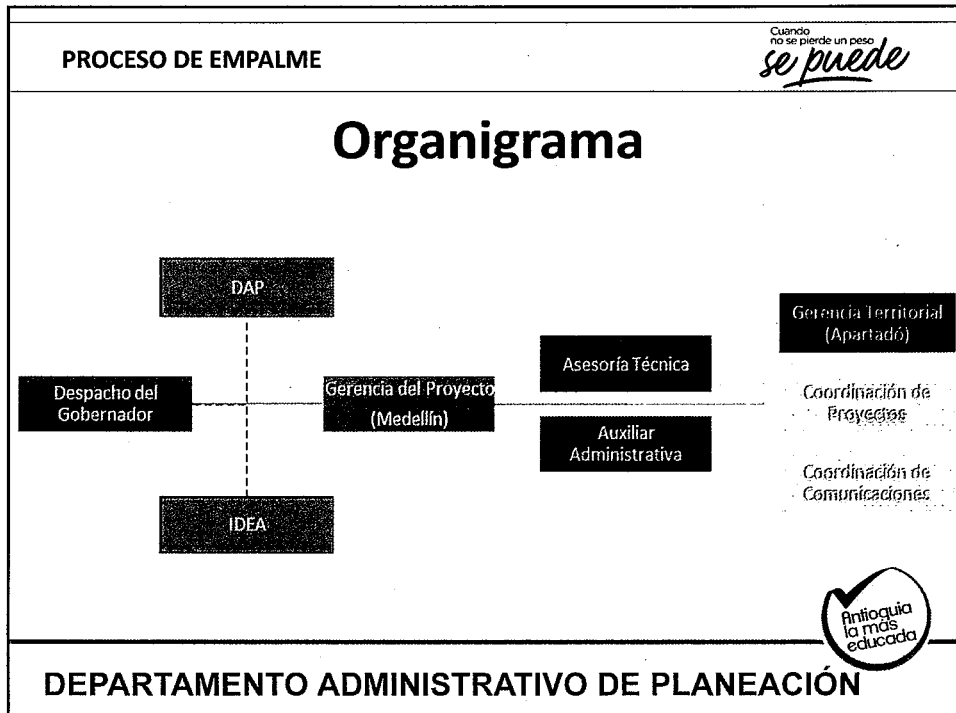 PROCESO DE EMPALME
Cuando
no se pierde un peso
se puede
Organigrama
DAP
Gerencia Territorial
(Apartadó)
Asesoría Técnica
Despacho del
Gobernador
Gerencia del Proyecto
(Medellín)
Coordinación de
Proyectos
Auxiliar
Administrativa
Coordinación de
Comunicaciones
IDEA
Antioquia
la más
educada
DEPARTAMENTO ADMINISTRATIVO DE PLANEACIÓN